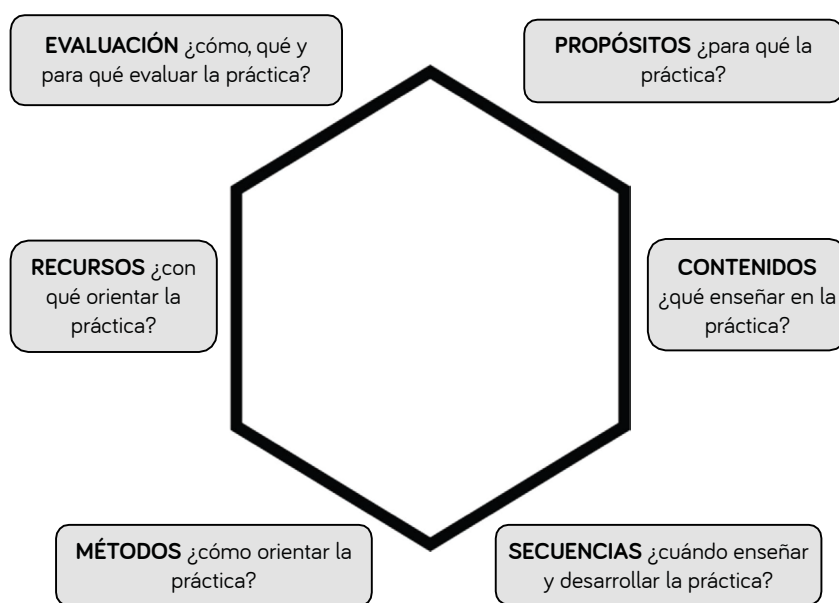 EVALUACIÓN ¿cómo, qué y
para qué evaluar la práctica?
PROPÓSITOS ¿para qué la
práctica?
RECURSOS ¿con
qué orientar la
práctica?
CONTENIDOS
¿qué enseñar en la
práctica?
MÉTODOS ¿cómo orientar la
práctica?
SECUENCIAS ¿cuándo enseñar
y desarrollar la práctica?